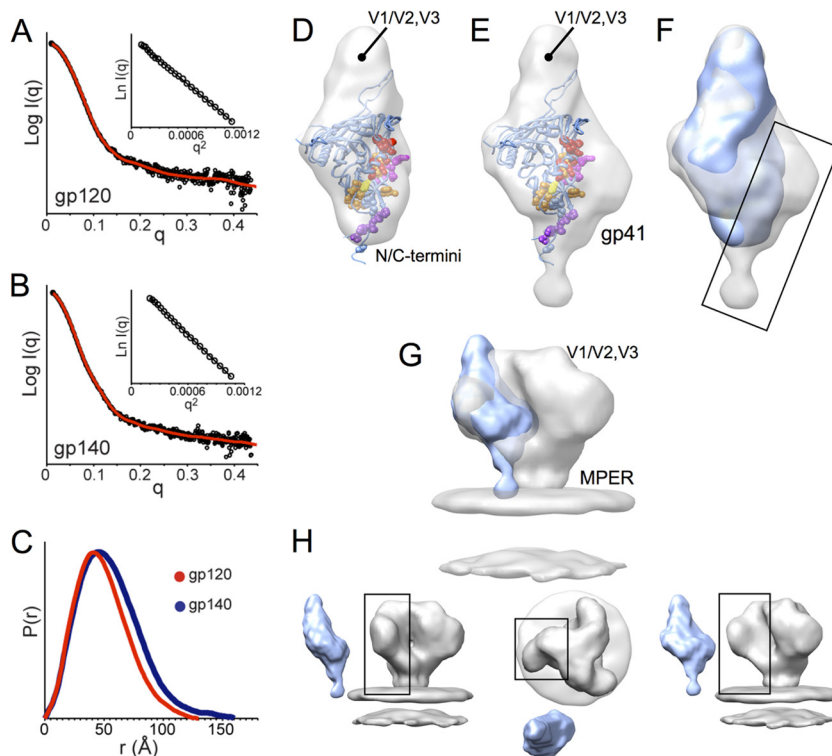 A
Log I(q)
Ln I(q)
0.0006 0.0012
q2
gp120
0 0.1 0.2 0.3 0.4
q
B
Log I(q)
Ln I(q)
0.0006 0.0012
q2
gp140
0 0.1 0.2 0.3 0.4
q
C
P(r)
gp120
gp140
0 50 100 150
r (Å)
D
V1/V2,V3
N/C-termini
E
V1/V2,V3
gp41
F
G
V1/V2,V3
MPER
H